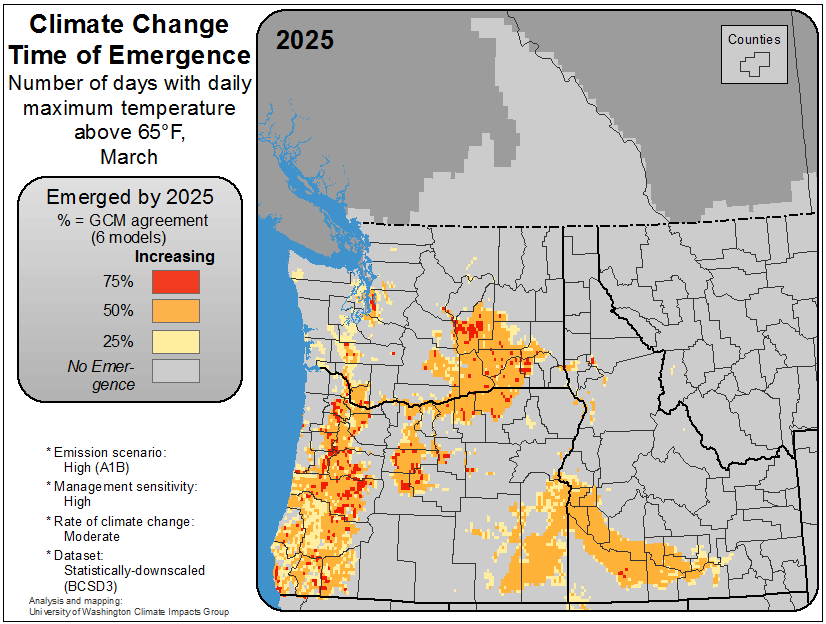 Climate Change
Time of Emergence
Number of days with daily
maximum temperature
above 65°F,
March
Emerged by 2025
% = GCM agreement
(6 models)
Increasing
75%
50%
25%
No Emer-
gence
* Emission scenario:
High (A1B)
* Management sensitivity:
High
* Rate of climate change:
Moderate
* Dataset:
Statistically-downscaled
(BCSD3)
Analysis and mapping:
University of Washington Climate Impacts Group
2025
Counties